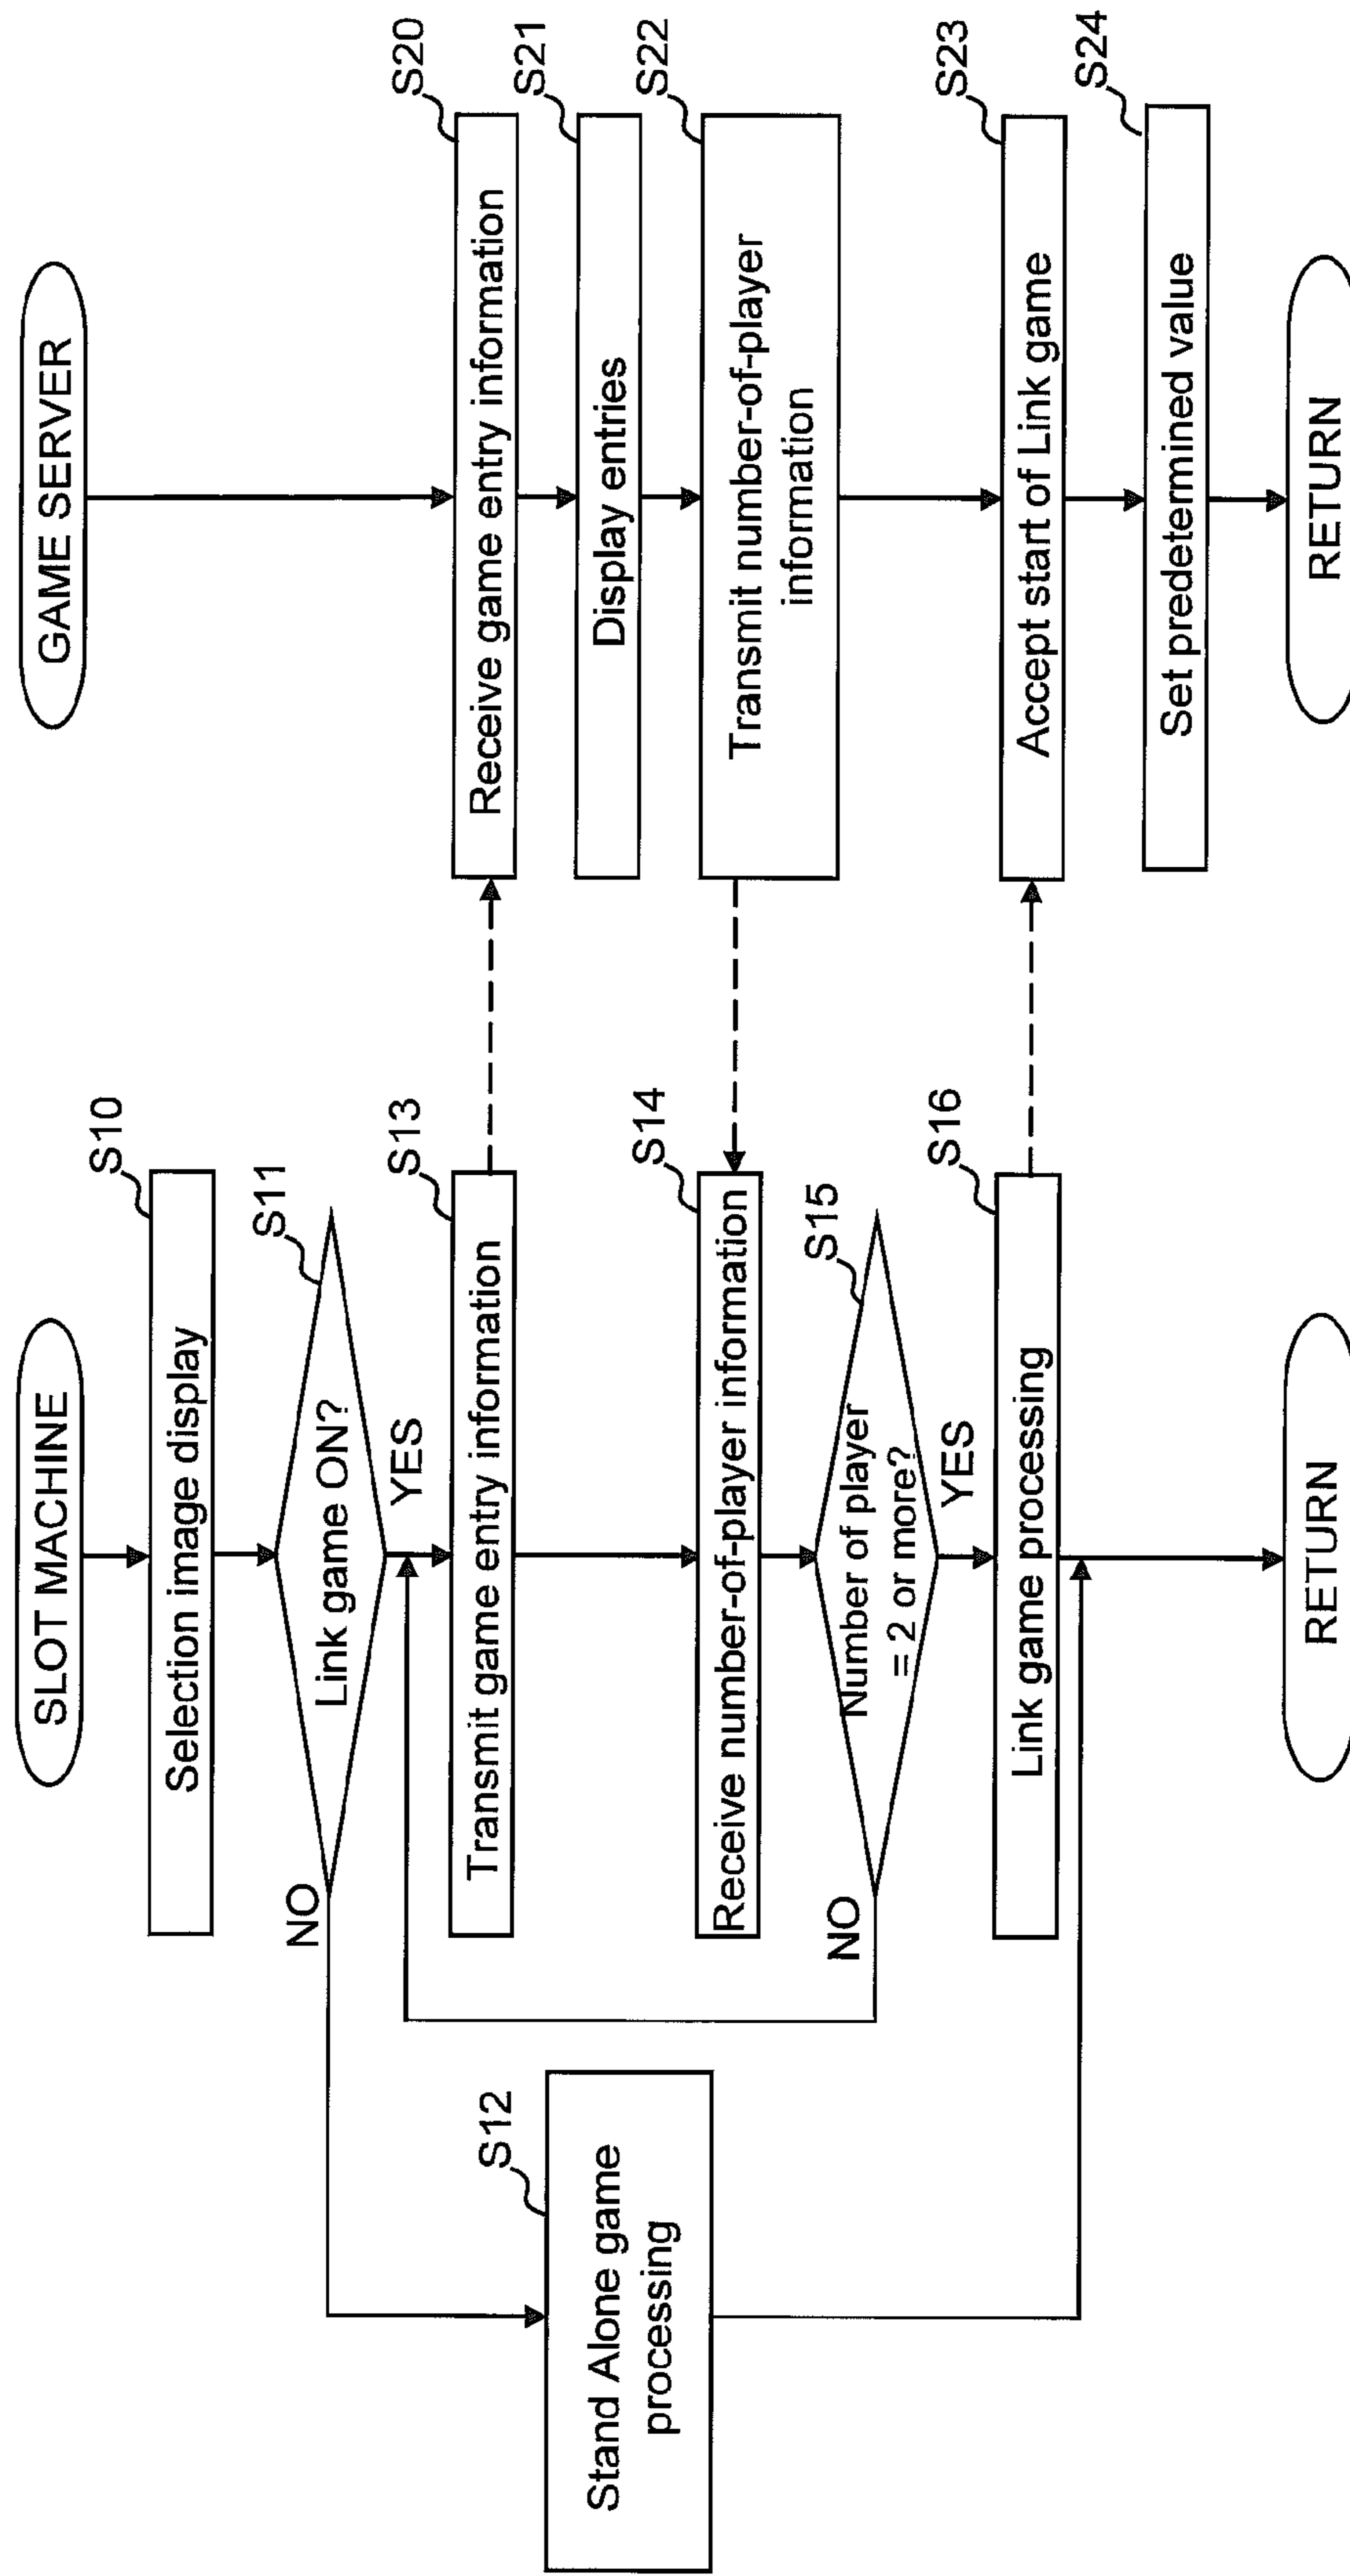 SLOT MACHINE
S10
Selection image display
S11
Link game ON?
NO
YES
S12
Stand Alone game
processing
S13
Transmit game entry information
S14
Receive number-of-player information
S15
Number of player
= 2 or more?
NO
YES
S16
Link game processing
RETURN
GAME SERVER
S20
Receive game entry information
S21
Display entries
S22
Transmit number-of-player
information
S23
Accept start of Link game
S24
Set predetermined value
RETURN